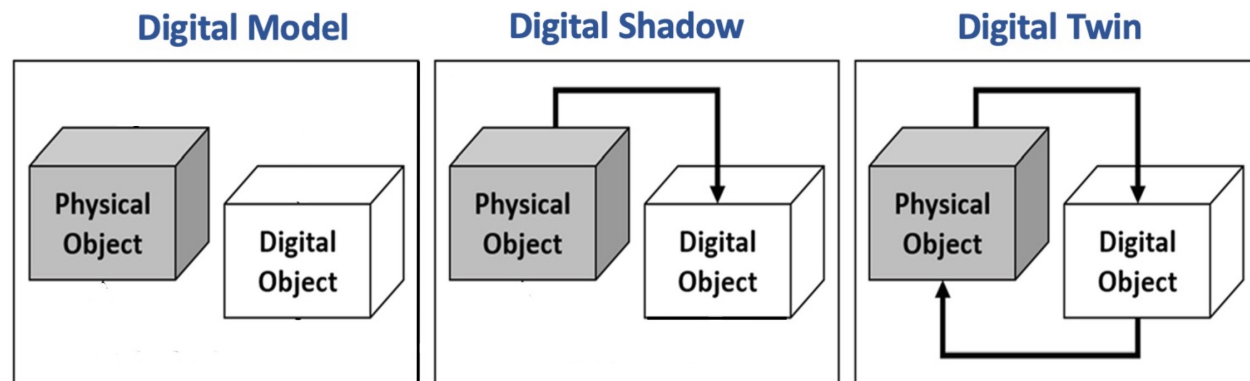 Digital Model
Digital Shadow
Digital Twin
Physical
Object
Digital
Object
Physical
Object
Digital
Object
Physical
Object
Digital
Object